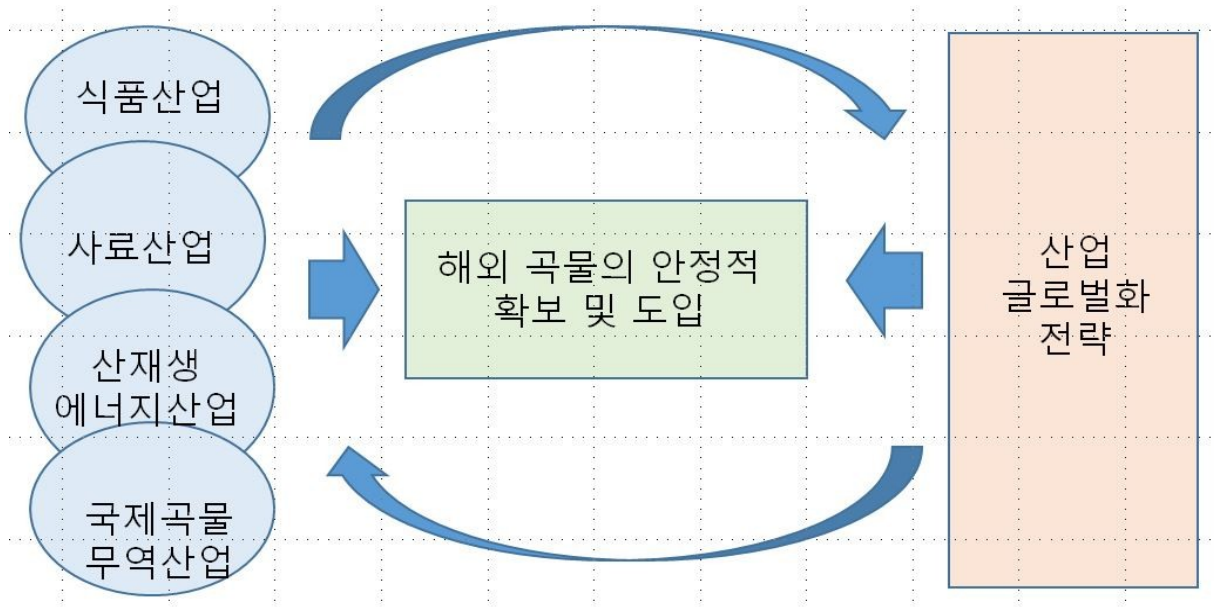 식품산업
사료산업
산재생
에너지산업
국제곡물
무역산업
해외 곡물의 안정적
확보 및 도입
산업
글로벌화
전략